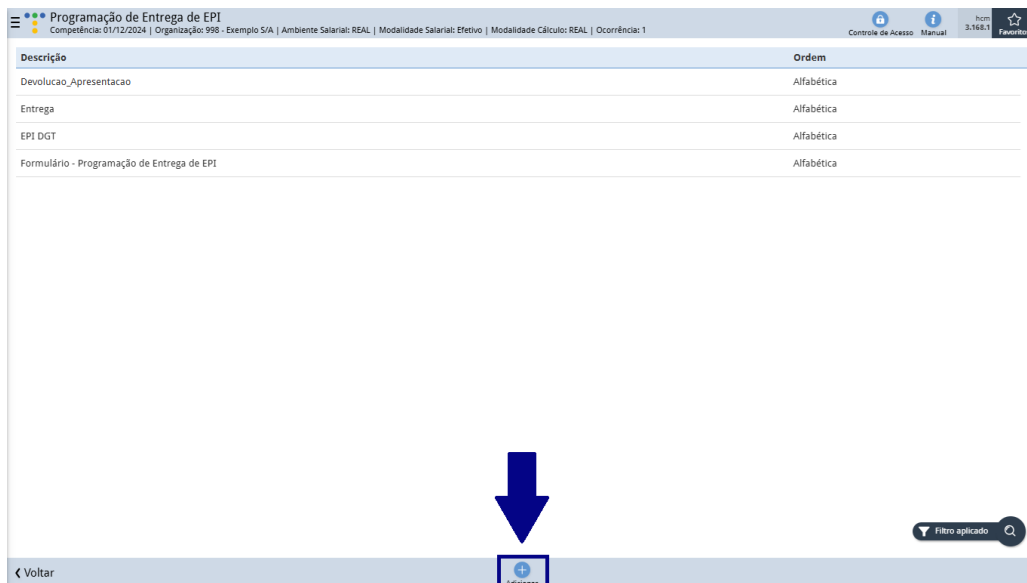 Programação de Entrega de EPI
Competência: 01/12/2024 | Organização: 998 - Exemplo S/A | Ambiente Salarial: REAL | Modalidade Salarial: Efetivo | Modalidade Cálculo: REAL | Ocorrência: 1
Controle de Acesso
Manual
hcm
3.168.1
Favorito
Descrição Ordem
Devolucao_Apresentacao Alfabética
Entrega Alfabética
EPI DGT Alfabética
Formulário - Programação de Entrega de EPI Alfabética
Filtro aplicado
Voltar
Adicionar